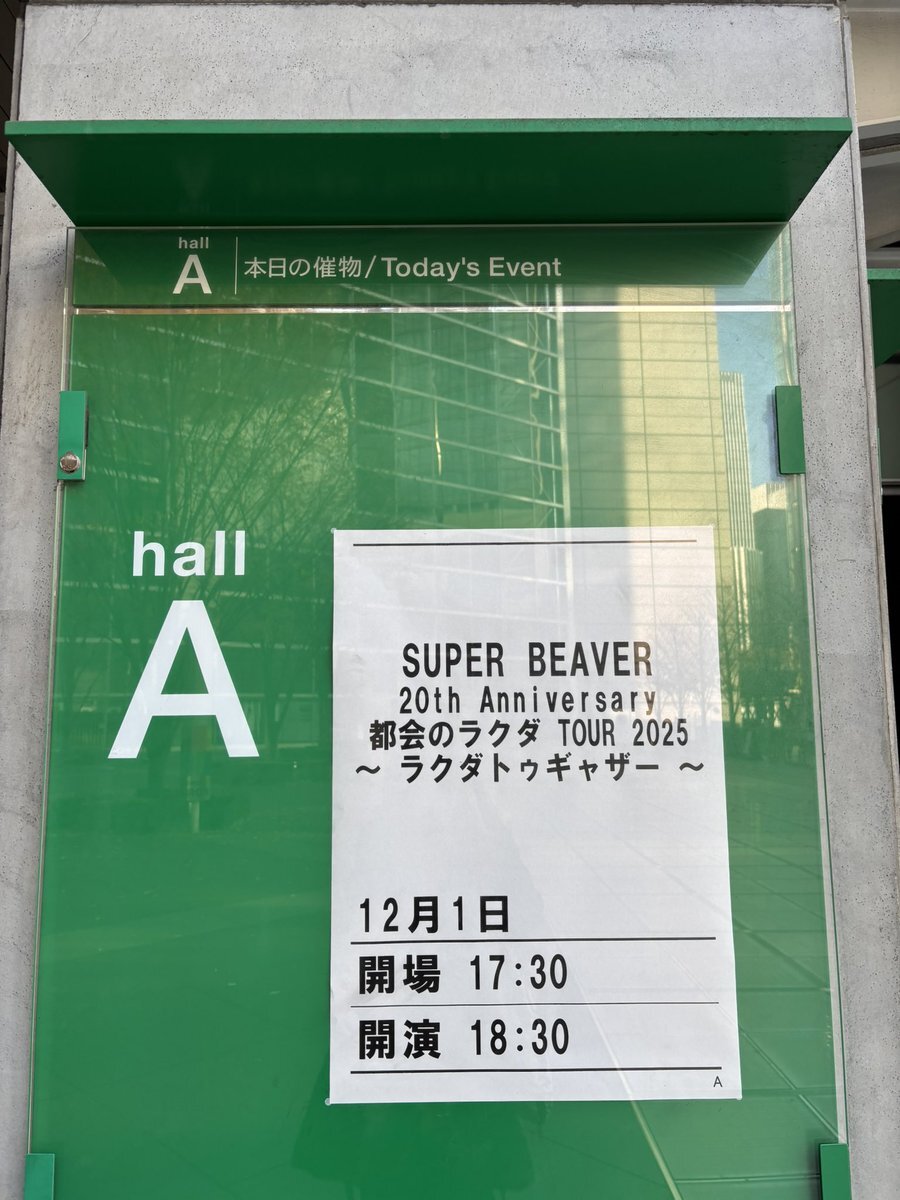 hall
A
本日の催物/Today's Event
hall
A
SUPER BEAVER
20th Anniversary
都会のラクダ TOUR 2025
～ ラクダトゥギャザー ～
12月1日
開場 17:30
開演 18:30
A